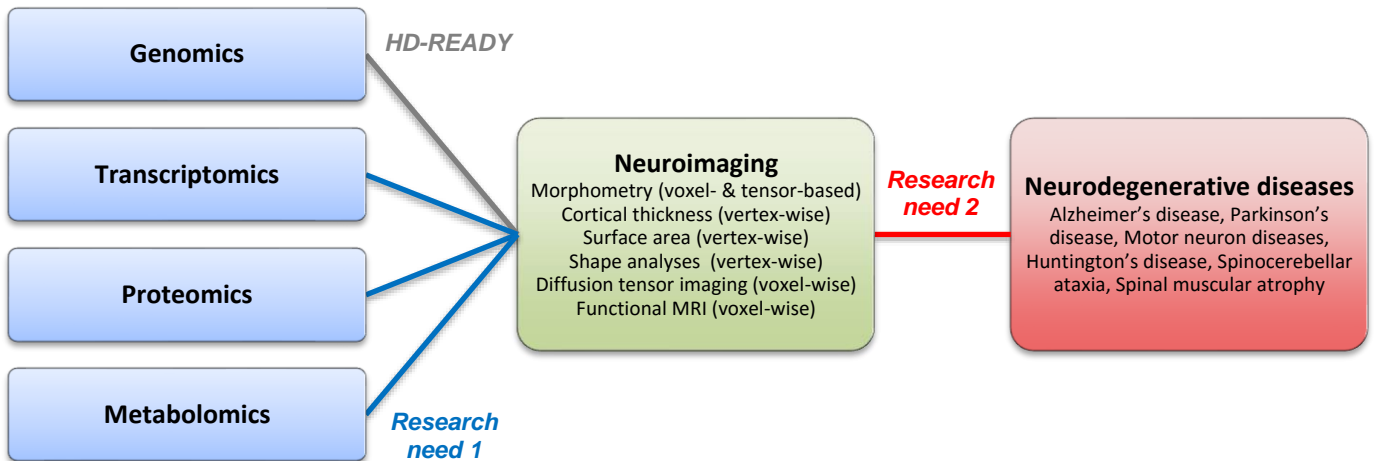 Genomics
HD-READY
Transcriptomics
Proteomics
Metabolomics
Research
need 1
Neuroimaging
Morphometry (voxel- & tensor-based)
Cortical thickness (vertex-wise)
Surface area (vertex-wise)
Shape analyses (vertex-wise)
Diffusion tensor imaging (voxel-wise)
Functional MRI (voxel-wise)
Research
need 2
Neurodegenerative diseases
Alzheimer’s disease, Parkinson’s
disease, Motor neuron diseases,
Huntington’s disease, Spinocerebellar
ataxia, Spinal muscular atrophy